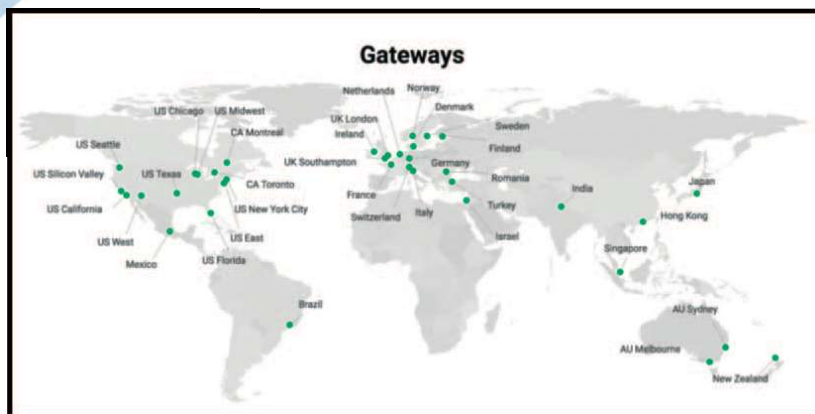 Gateways
Netherlands
Norway
Denmark
US Chicago
US Midwest
UK London
CA Montreal
Ireland
Sweden
US Seattle
Finland
UK Southampton
US Silicon Valley
US Texas
Germany
CA Toronto
Romania
India
Japan
US California
France
US New York City
Turkey
Switzerland
Italy
Hong Kong
US West
US East
Israel
Mexico
US Florida
Singapore
Brazil
AU Sydney
AU Melbourne
New Zealand